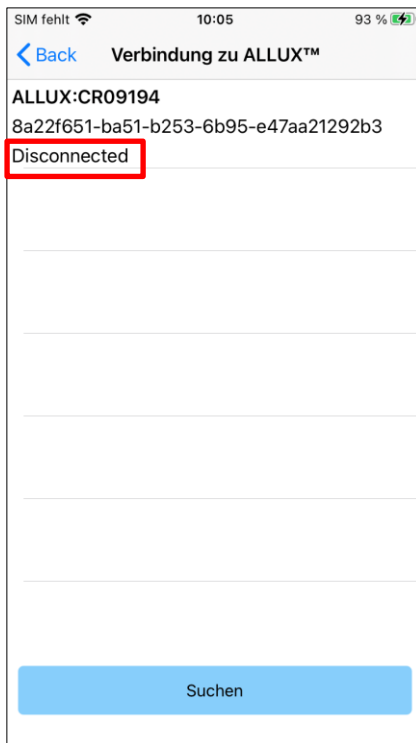 SIM fehlt 10:05 93 %
Back Verbindung zu ALLUX™
ALLUX:CR09194
8a22f651-ba51-b253-6b95-e47aa21292b3
Disconnected
Suchen